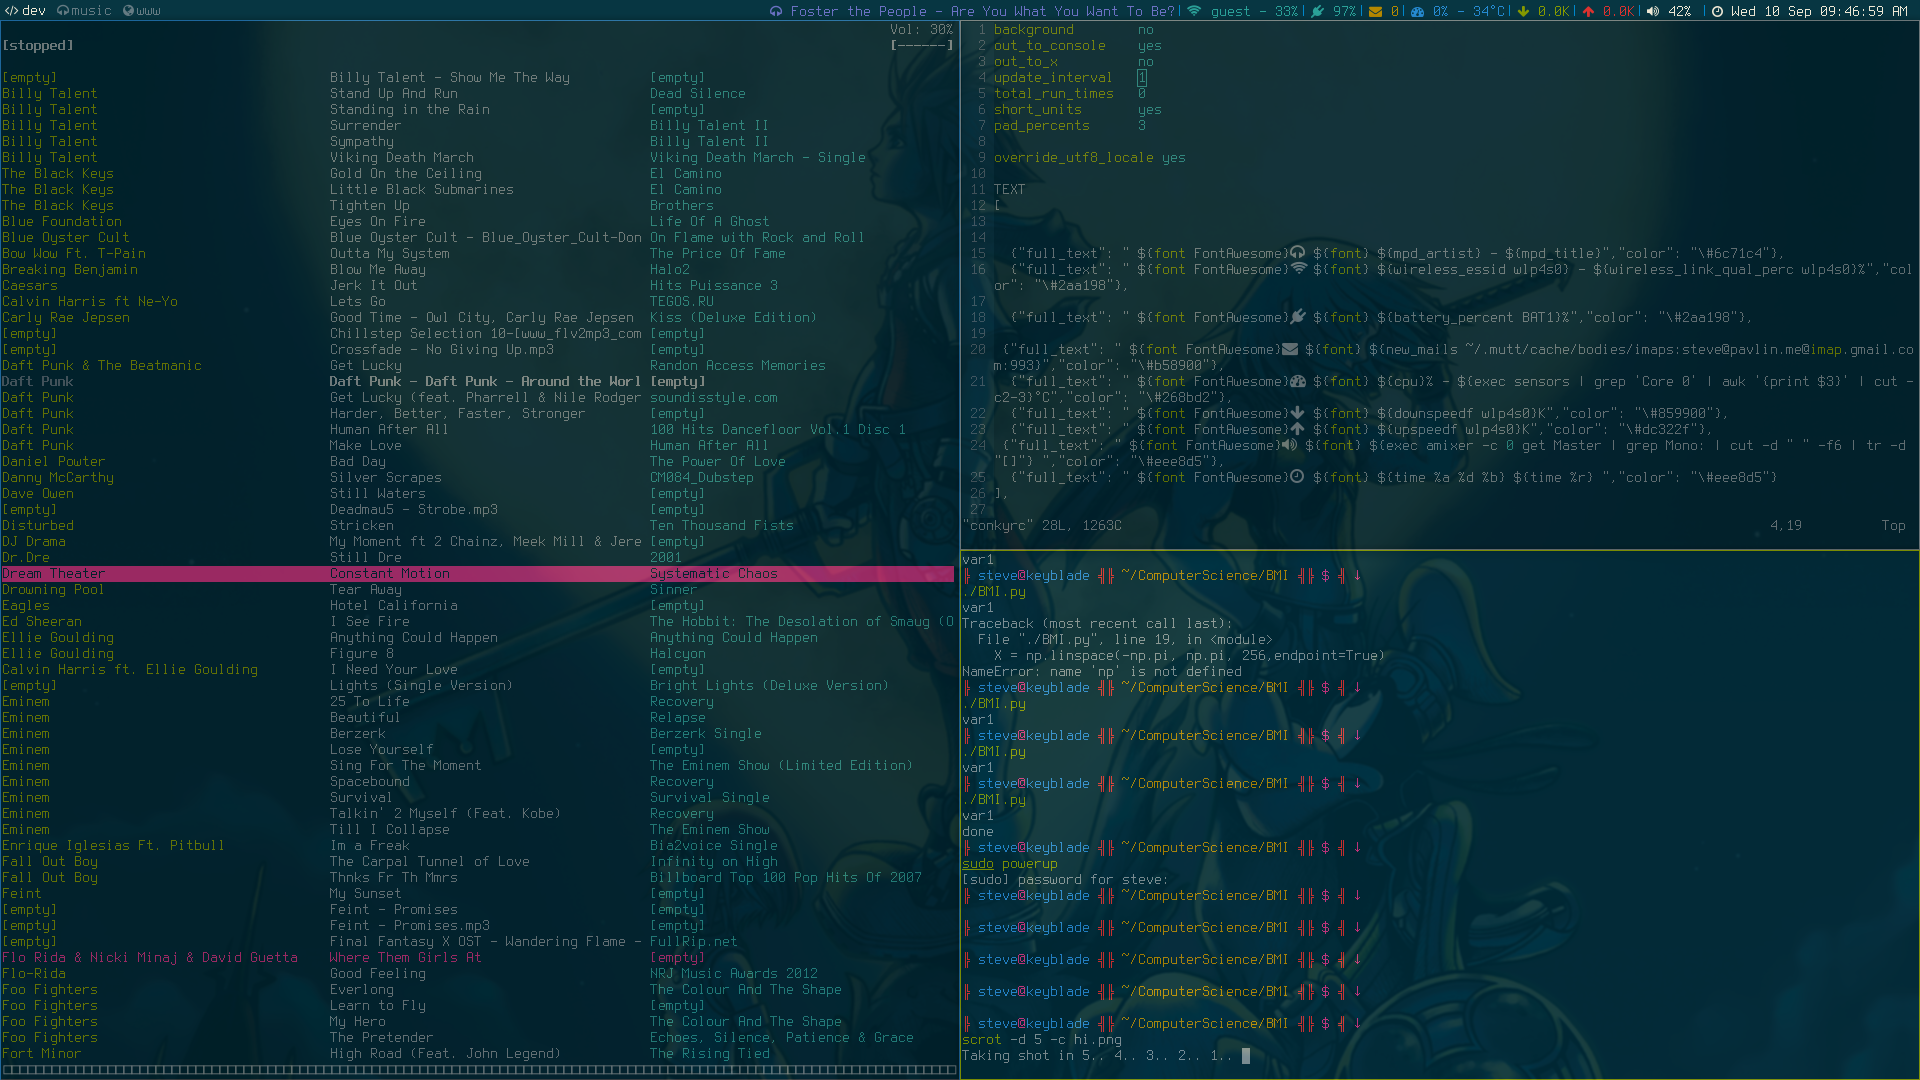 dev music www Foster the People - Are You What You Want To Be?| guest - 33%| 97%| 0| 0% - 34°C| 0.0K| 0.0K| 42% | Wed 10 Sep 09:46:59 AM
Vol: 30%
[stopped] [------]
[empty] Billy Talent - Show Me The Way [empty]
Billy Talent Stand Up And Run Dead Silence
Billy Talent Standing in the Rain [empty]
Billy Talent Surrender Billy Talent II
Billy Talent Sympathy Billy Talent II
Billy Talent Viking Death March Viking Death March - Single
The Black Keys Gold On the Ceiling El Camino
The Black Keys Little Black Submarines El Camino
The Black Keys Tighten Up Brothers
Blue Foundation Eyes On Fire Life Of A Ghost
Blue Oyster Cult Blue Oyster Cult - Blue_Oyster_Cult-Don On Flame with Rock and Roll
Bow Wow Ft. T-Pain Outta My System The Price Of Fame
Breaking Benjamin Blow Me Away Halo2
Caesars Jerk It Out Hits Puissance 3
Calvin Harris ft Ne-Yo Lets Go TEGOS.RU
Carly Rae Jepsen Good Time - Owl City, Carly Rae Jepsen Kiss (Deluxe Edition)
[empty] Chillstep Selection 10-[www_flv2mp3_com [empty]
[empty] Crossfade - No Giving Up.mp3 [empty]
Daft Punk & The Beatmanic Get Lucky Randon Access Memories
Daft Punk Daft Punk - Daft Punk - Around the Worl [empty]
Daft Punk Get Lucky (feat. Pharrell & Nile Rodger soundisstyle.com
Daft Punk Harder, Better, Faster, Stronger [empty]
Daft Punk Human After All 100 Hits Dancefloor Vol.1 Disc 1
Daft Punk Make Love Human After All
Daniel Powter Bad Day The Power Of Love
Danny McCarthy Silver Scrapes CM084_Dubstep
Dave Owen Still Waters [empty]
[empty] Deadmau5 - Strobe.mp3 [empty]
Disturbed Stricken Ten Thousand Fists
DJ Drama My Moment ft 2 Chainz, Meek Mill & Jere [empty]
Dr.Dre Still Dre 2001
Dream Theater Constant Motion Systematic Chaos
Drowning Pool Tear Away Sinner
Eagles Hotel California [empty]
Ed Sheeran I See Fire The Hobbit: The Desolation of Smaug (O
Ellie Goulding Anything Could Happen Anything Could Happen
Ellie Goulding Figure 8 Halcyon
Calvin Harris ft. Ellie Goulding I Need Your Love [empty]
[empty] Lights (Single Version) Bright Lights (Deluxe Version)
Eminem 25 To Life Recovery
Eminem Beautiful Relapse
Eminem Berzerk Berzerk Single
Eminem Lose Yourself [empty]
Eminem Sing For The Moment The Eminem Show (Limited Edition)
Eminem Spacebound Recovery
Eminem Survival Survival Single
Eminem Talkin' 2 Myself (Feat. Kobe) Recovery
Eminem Till I Collapse The Eminem Show
Enrique Iglesias Ft. Pitbull Im a Freak Bia2voice Single
Fall Out Boy The Carpal Tunnel of Love Infinity on High
Fall Out Boy Thnks Fr Th Mmrs Billboard Top 100 Pop Hits Of 2007
Feint My Sunset [empty]
[empty] Feint - Promises [empty]
[empty] Feint - Promises.mp3 [empty]
[empty] Final Fantasy X OST - Wandering Flame - FullRip.net
Flo Rida & Nicki Minaj & David Guetta Where Them Girls At [empty]
Flo-Rida Good Feeling NRJ Music Awards 2012
Foo Fighters Everlong The Colour And The Shape
Foo Fighters Learn to Fly [empty]
Foo Fighters My Hero The Colour And The Shape
Foo Fighters The Pretender Echoes, Silence, Patience & Grace
Fort Minor High Road (Feat. John Legend) The Rising Tied
1 background no
2 out_to_console yes
3 out_to_x no
4 update_interval 1
5 total_run_times 0
6 short_units yes
7 pad_percents 3
8
9 override_utf8_locale yes
10
11 TEXT
12 [
13
14
15 {"full_text": " ${font FontAwesome} ${font} ${mpd_artist} - ${mpd_title}","color": "\#6c71c4"},
16 {"full_text": " ${font FontAwesome} ${font} ${wireless_essid wlp4s0} - ${wireless_link_qual_perc wlp4s0}%","col
or": "\#2aa198"},
17
18 {"full_text": " ${font FontAwesome} ${font} ${battery_percent BAT1}%","color": "\#2aa198"},
19
20 {"full_text": " ${font FontAwesome} ${font} ${new_mails ~/.mutt/cache/bodies/imaps:steve@pavlin.me@imap.gmail.co
m:993}","color": "\#b58900"},
21 {"full_text": " ${font FontAwesome} ${font} ${cpu}% - ${exec sensors | grep 'Core 0' | awk '{print $3}' | cut -
c2-3}°C","color": "\#268bd2"},
22 {"full_text": " ${font FontAwesome} ${font} ${downspeedf wlp4s0}K","color": "\#859900"},
23 {"full_text": " ${font FontAwesome} ${font} ${upspeedf wlp4s0}K","color": "\#dc322f"},
24 {"full_text": " ${font FontAwesome} ${font} ${exec amixer -c 0 get Master | grep Mono: | cut -d " " -f6 | tr -d
"[]"} ","color": "\#eee8d5"},
25 {"full_text": " ${font FontAwesome} ${font} ${time %a %d %b} ${time %r} ","color": "\#eee8d5"}
26 ],
27
"conkyrc" 28L, 1263C 4,19 Top
var1
╠ steve@keyblade ╣╠ ~/ComputerScience/BMI ╣╠ $ ╣ ↓
./BMI.py
var1
Traceback (most recent call last):
File "./BMI.py", line 19, in <module>
X = np.linspace(-np.pi, np.pi, 256,endpoint=True)
NameError: name 'np' is not defined
╠ steve@keyblade ╣╠ ~/ComputerScience/BMI ╣╠ $ ╣ ↓
./BMI.py
var1
╠ steve@keyblade ╣╠ ~/ComputerScience/BMI ╣╠ $ ╣ ↓
./BMI.py
var1
╠ steve@keyblade ╣╠ ~/ComputerScience/BMI ╣╠ $ ╣ ↓
./BMI.py
var1
done
╠ steve@keyblade ╣╠ ~/ComputerScience/BMI ╣╠ $ ╣ ↓
sudo powerup
[sudo] password for steve:
╠ steve@keyblade ╣╠ ~/ComputerScience/BMI ╣╠ $ ╣ ↓
╠ steve@keyblade ╣╠ ~/ComputerScience/BMI ╣╠ $ ╣ ↓
╠ steve@keyblade ╣╠ ~/ComputerScience/BMI ╣╠ $ ╣ ↓
╠ steve@keyblade ╣╠ ~/ComputerScience/BMI ╣╠ $ ╣ ↓
╠ steve@keyblade ╣╠ ~/ComputerScience/BMI ╣╠ $ ╣ ↓
scrot -d 5 -c hi.png
Taking shot in 5.. 4.. 3.. 2.. 1..